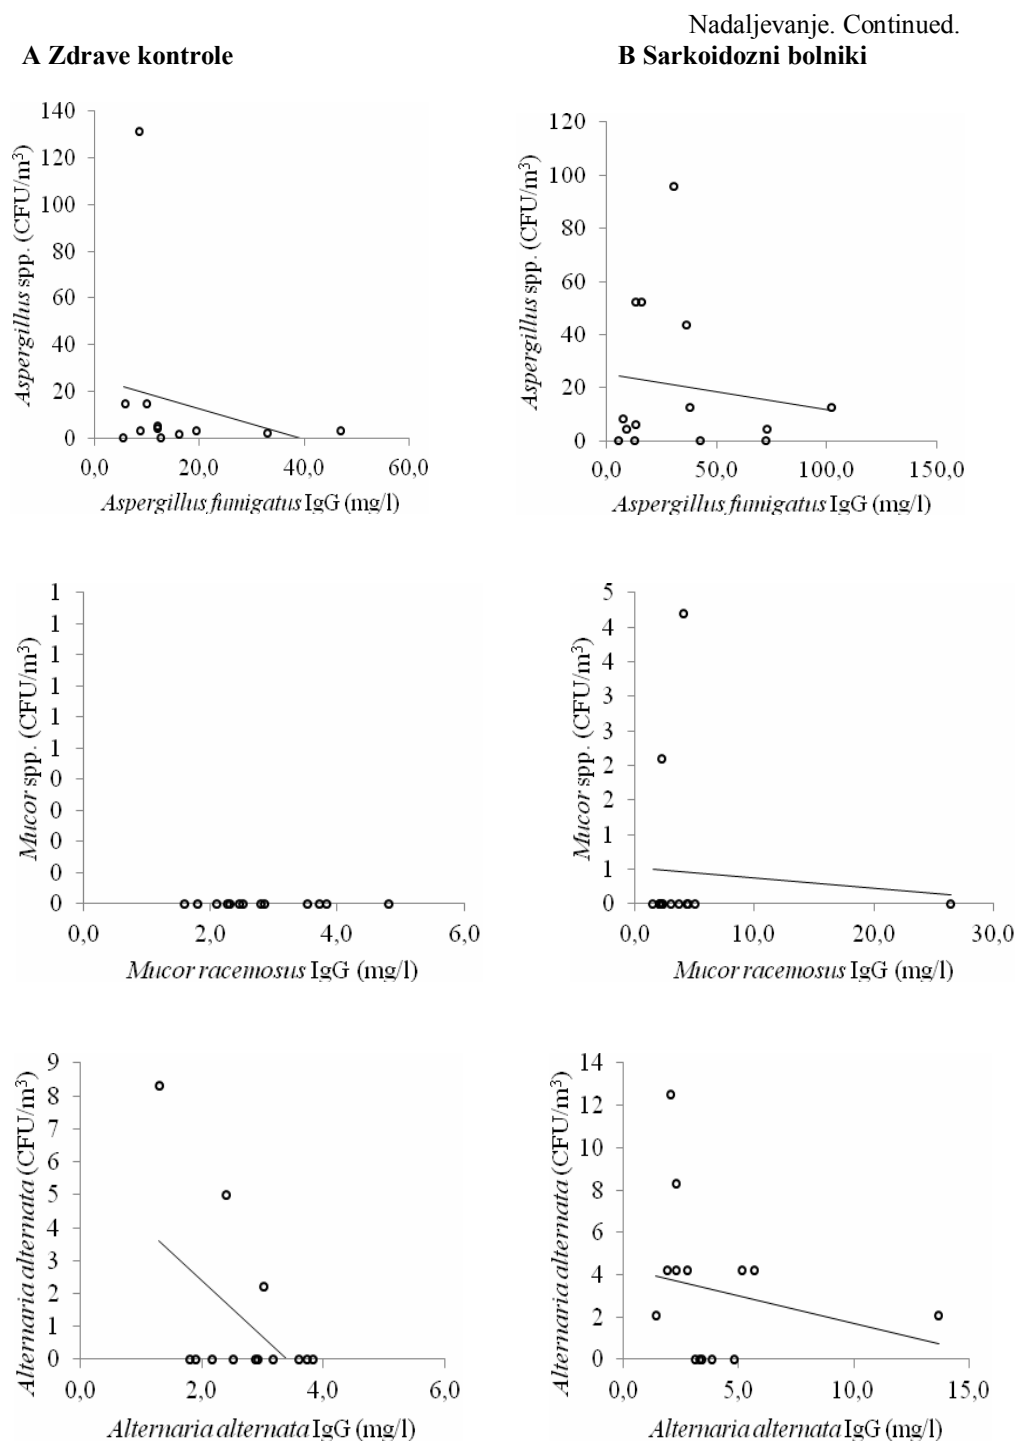 Nadaljevanje. Continued.
A Zdrave kontrole
B Sarkoidozni bolniki
Aspergillus spp. (CFU/m³)
140
120
100
80
60
40
20
0
0,0 20,0 40,0 60,0
Aspergillus fumigatus IgG (mg/l)
Aspergillus spp. (CFU/m³)
120
100
80
60
40
20
0
0,0 50,0 100,0 150,0
Aspergillus fumigatus IgG (mg/l)
Mucor spp. (CFU/m³)
1
1
1
1
1
1
0
0
0
0
0
0,0 2,0 4,0 6,0
Mucor racemosus IgG (mg/l)
Mucor spp. (CFU/m³)
5
4
4
3
3
2
2
1
1
0
0,0 10,0 20,0 30,0
Mucor racemosus IgG (mg/l)
Alternaria alternata (CFU/m³)
9
8
7
6
5
4
3
2
1
0
0,0 2,0 4,0 6,0
Alternaria alternata IgG (mg/l)
Alternaria alternata (CFU/m³)
14
12
10
8
6
4
2
0
0,0 5,0 10,0 15,0
Alternaria alternata IgG (mg/l)